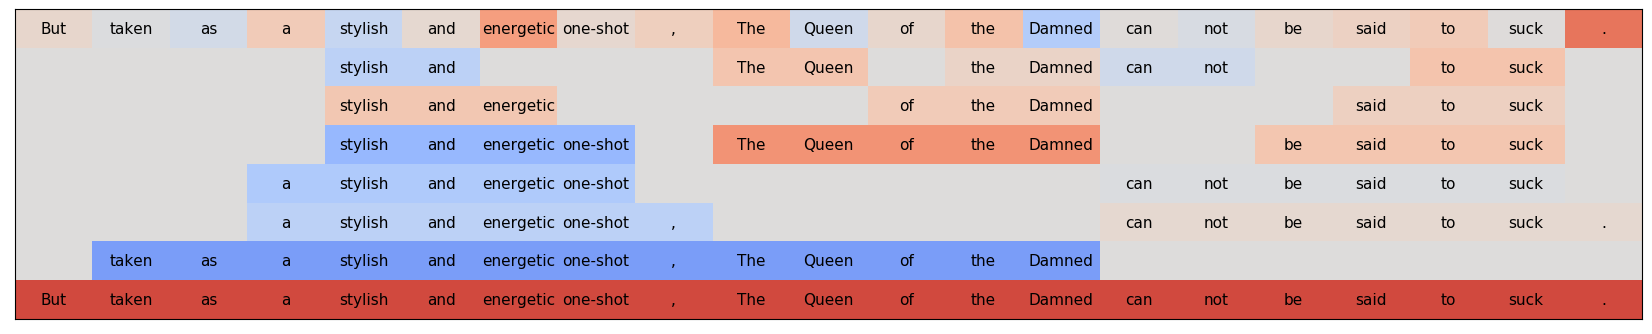 But taken as a stylish and energetic one-shot , The Queen of the Damned can not be said to suck .
stylish and The Queen the Damned can not to suck
stylish and energetic of the Damned said to suck
stylish and energetic one-shot The Queen of the Damned be said to suck
a stylish and energetic one-shot can not be said to suck
a stylish and energetic one-shot , can not be said to suck .
taken as a stylish and energetic one-shot , The Queen of the Damned
But taken as a stylish and energetic one-shot , The Queen of the Damned can not be said to suck .